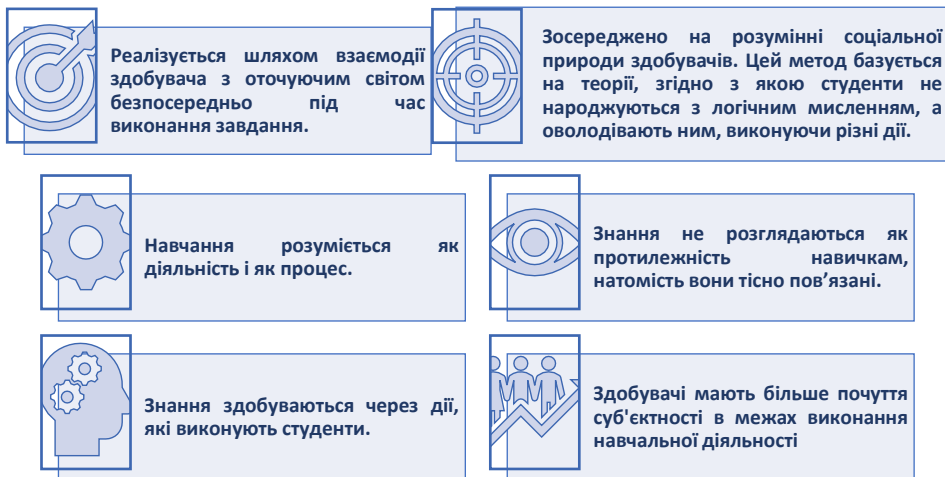 Реалізується шляхом взаємодії
здобувача з оточуючим світом
безпосередньо під час
виконання завдання.
Зосереджено на розумінні соціальної
природи здобувачів. Цей метод базується
на теорії, згідно з якою студенти не
народжуються з логічним мисленням, а
оволодівають ним, виконуючи різні дії.
Навчання розуміється як
діяльність і як процес.
Знання не розглядаються як
протилежність навичкам,
натомість вони тісно пов’язані.
Знання здобуваються через дії,
які виконують студенти.
Здобувачі мають більше почуття
суб'єктності в межах виконання
навчальної діяльності